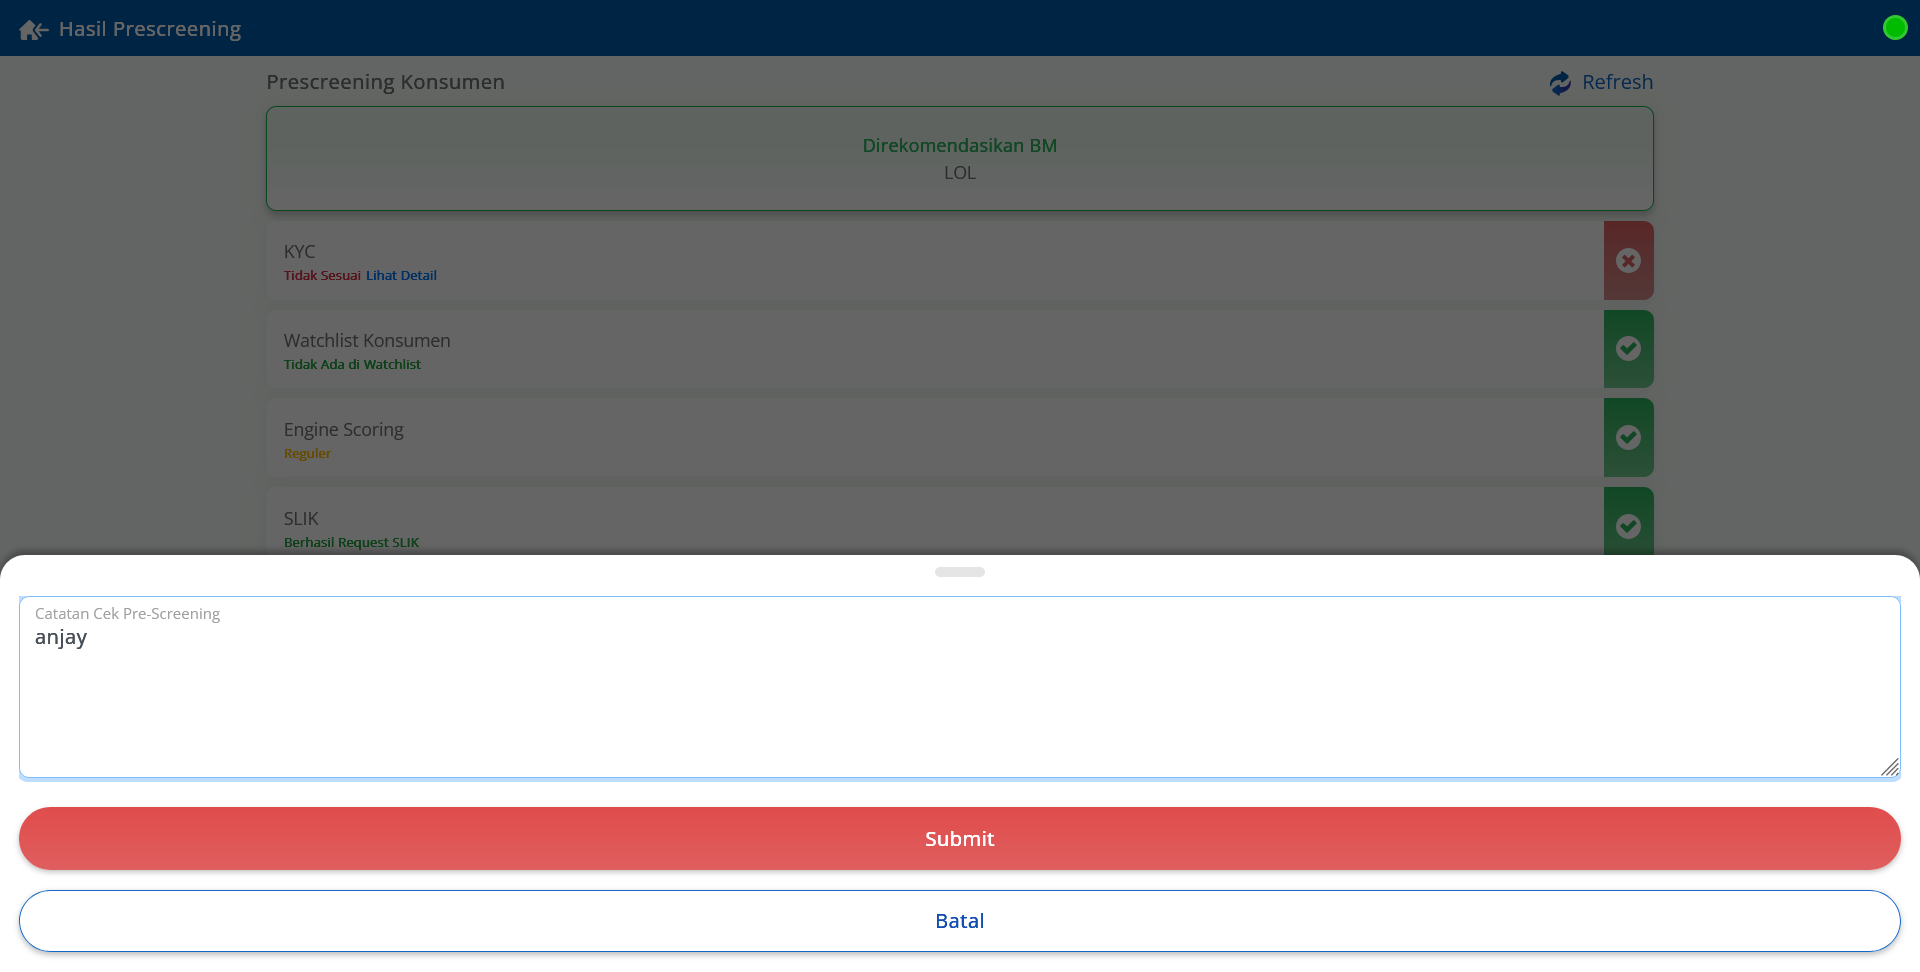 Hasil Prescreening
Prescreening Konsumen
Refresh
Direkomendasikan BM
LOL
KYC
Tidak Sesuai Lihat Detail
Watchlist Konsumen
Tidak Ada di Watchlist
Engine Scoring
Reguler
SLIK
Berhasil Request SLIK
Catatan Cek Pre-Screening
anjay
Submit
Batal